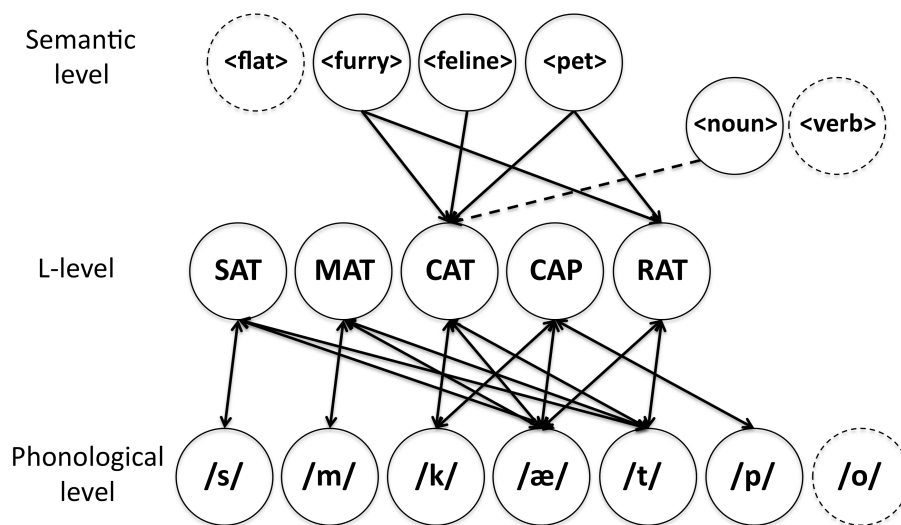 Semantic
level
<flat> <furry> <feline> <pet>
<noun> <verb>
L-level
SAT MAT CAT CAP RAT
Phonological
level
/s/ /m/ /k/ /æ/ /t/ /p/ /o/